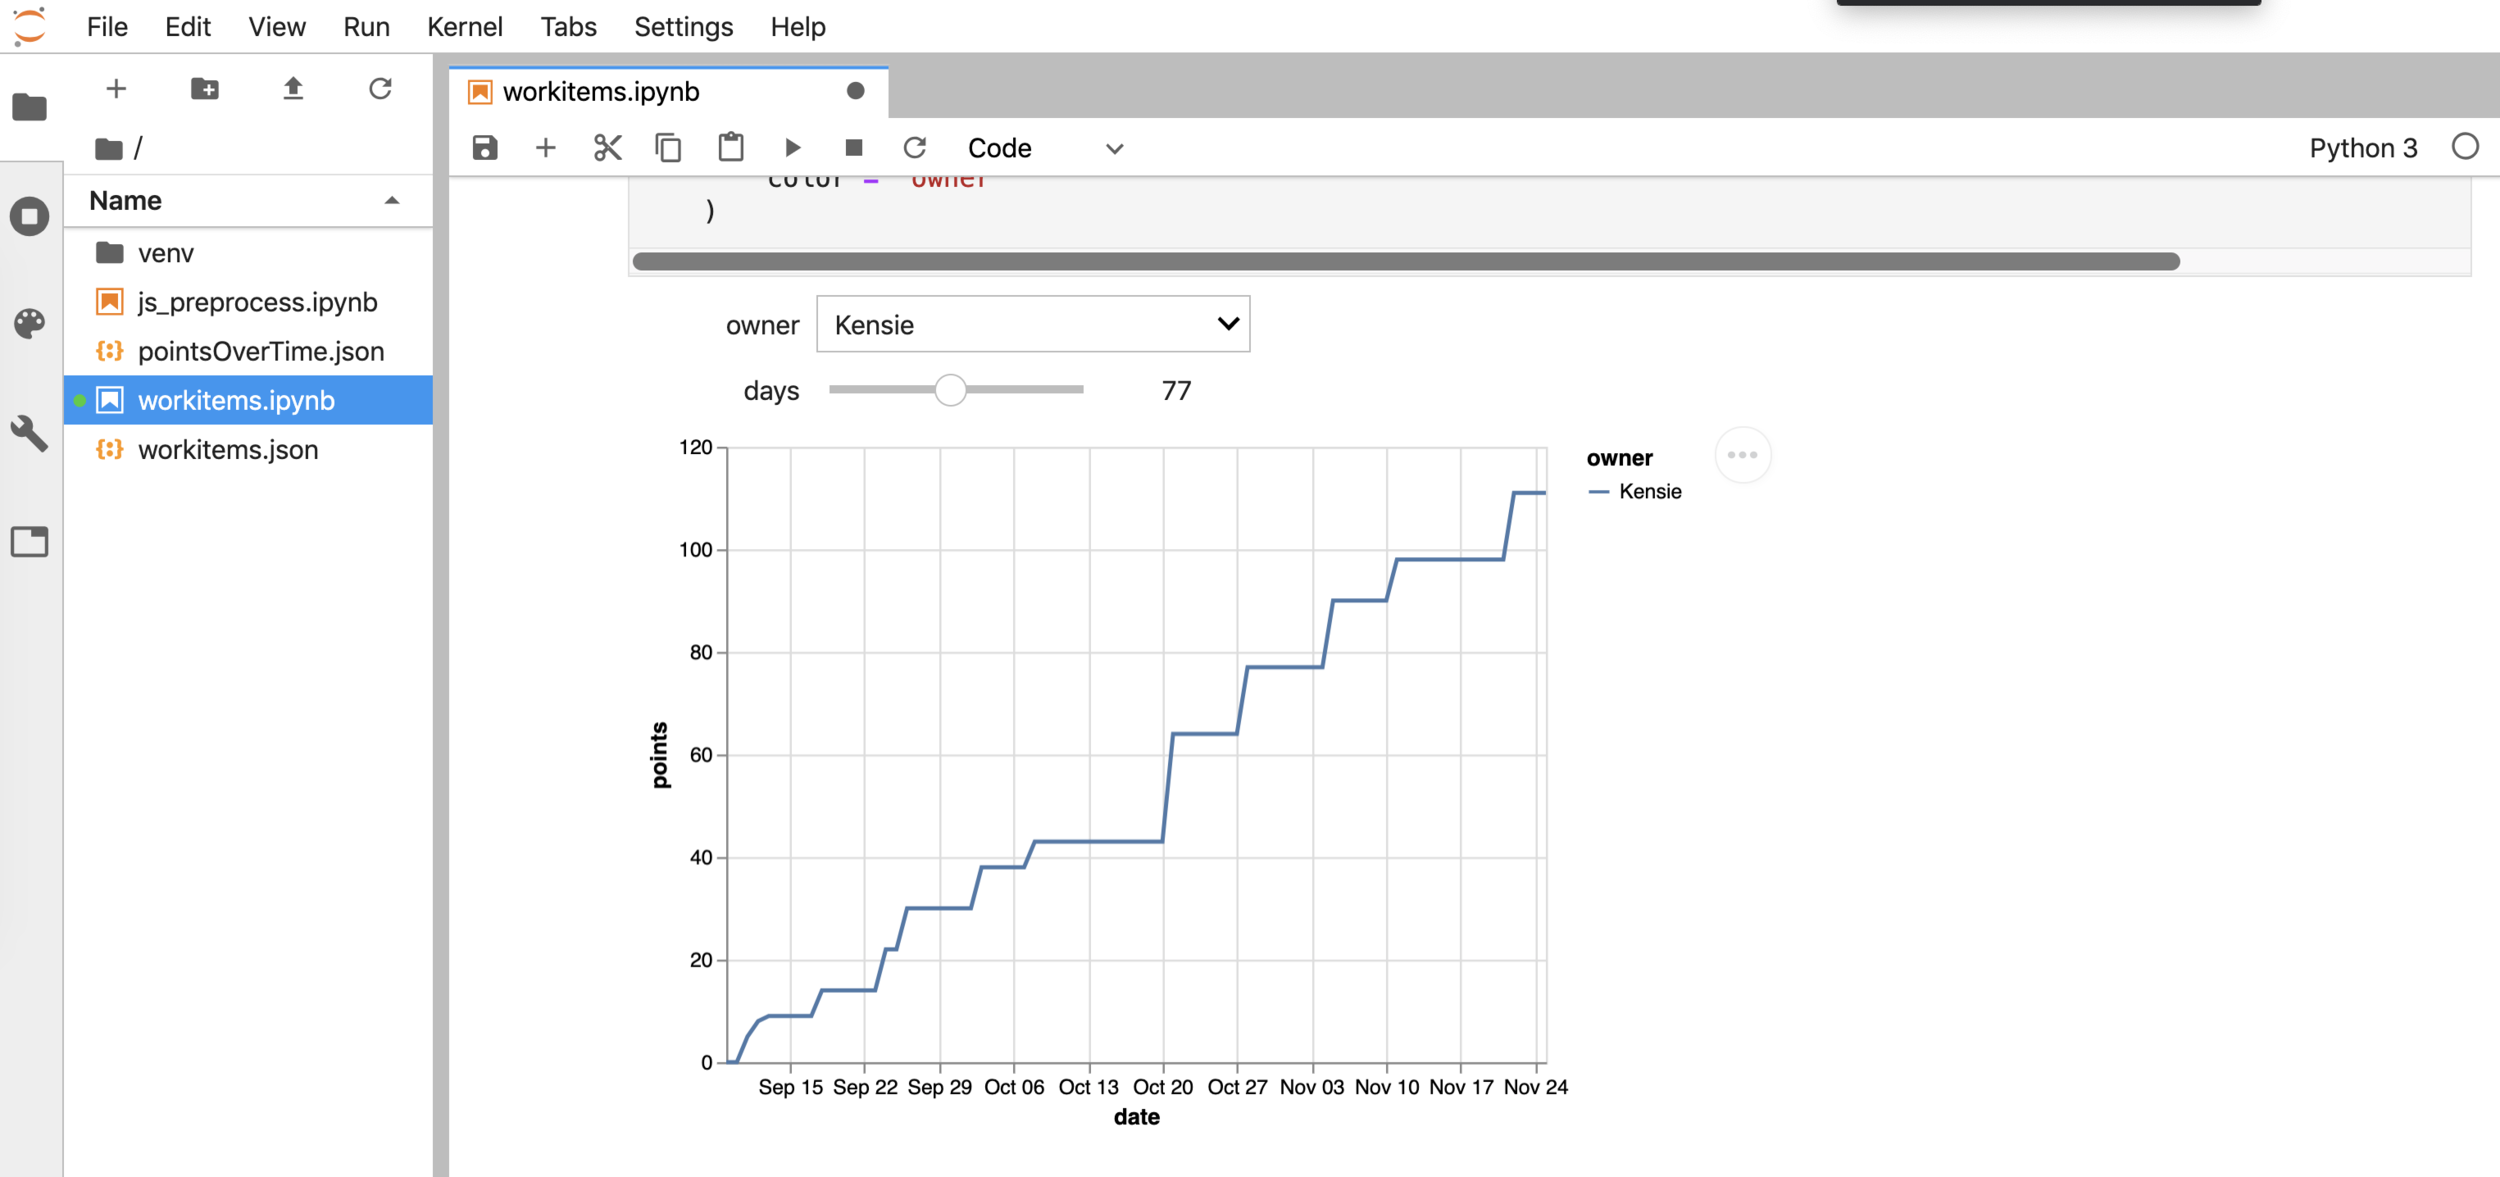 File Edit View Run Kernel Tabs Settings Help
/
Name
venv
js_preprocess.ipynb
pointsOverTime.json
workitems.ipynb
workitems.json
workitems.ipynb
Code
Python 3
color = owner
)
owner Kensie
days 77
120
100
80
60
40
20
0
points
Sep 15 Sep 22 Sep 29 Oct 06 Oct 13 Oct 20 Oct 27 Nov 03 Nov 10 Nov 17 Nov 24
date
owner
Kensie